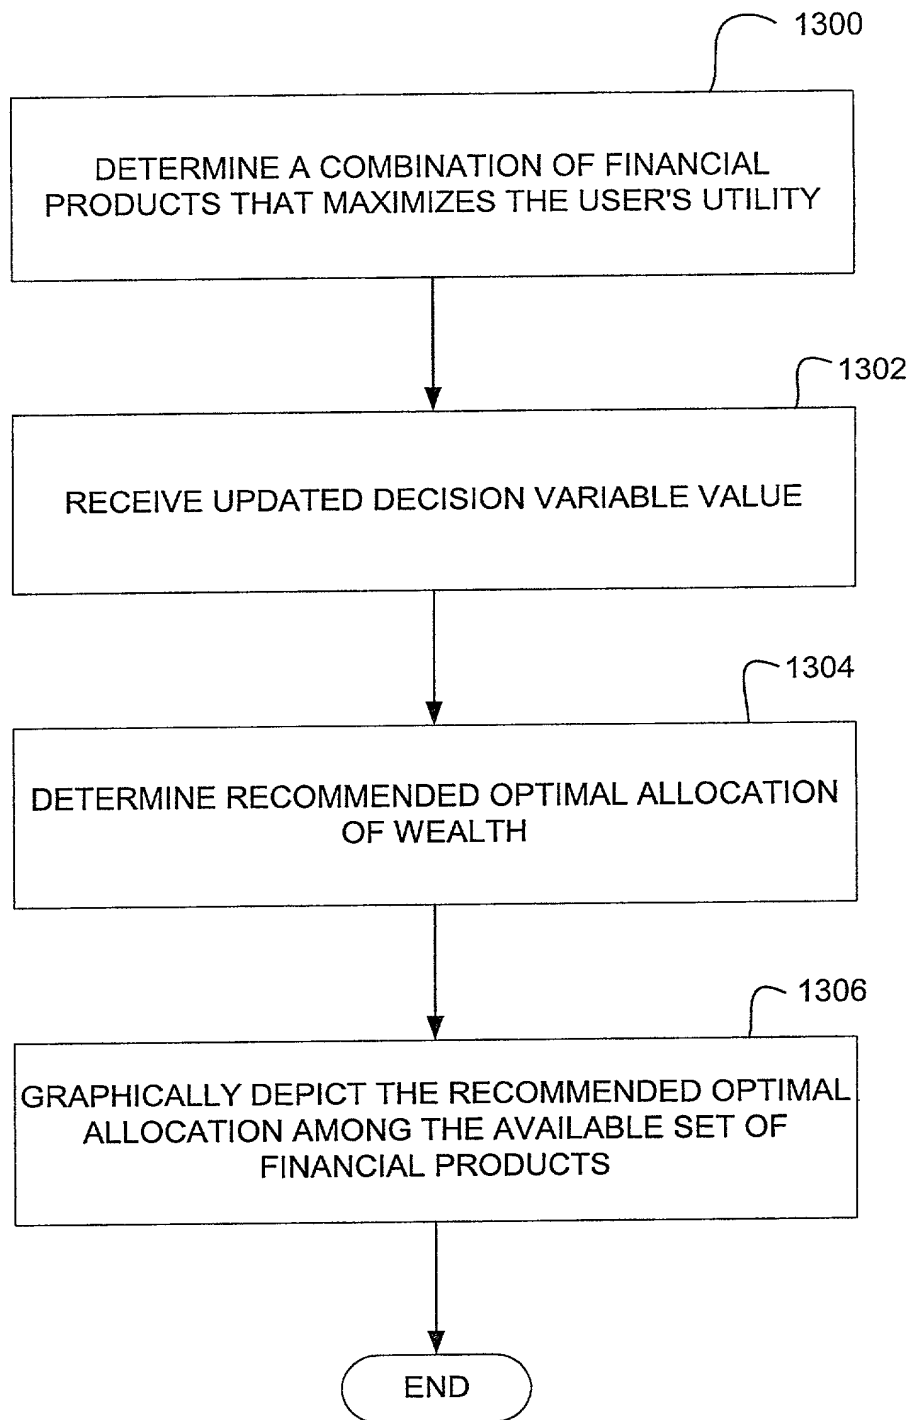 1300
DETERMINE A COMBINATION OF FINANCIAL
PRODUCTS THAT MAXIMIZES THE USER'S UTILITY
1302
RECEIVE UPDATED DECISION VARIABLE VALUE
1304
DETERMINE RECOMMENDED OPTIMAL ALLOCATION
OF WEALTH
1306
GRAPHICALLY DEPICT THE RECOMMENDED OPTIMAL
ALLOCATION AMONG THE AVAILABLE SET OF
FINANCIAL PRODUCTS
END